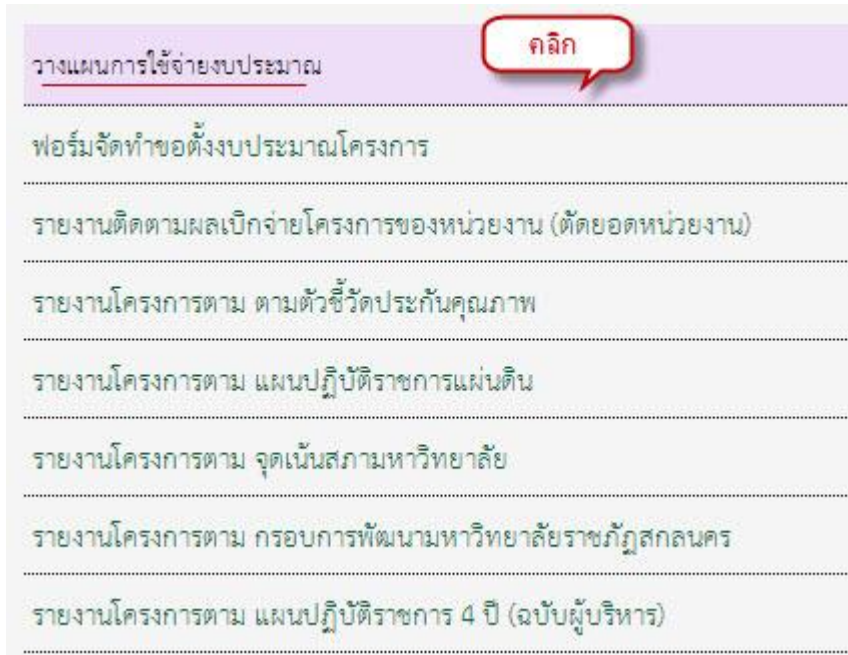 คลิก
วางแผนการใช้จ่ายงบประมาณ
ฟอร์มจัดทำขอตั้งงบประมาณโครงการ
รายงานติดตามผลเบิกจ่ายโครงการของหน่วยงาน (ตัดยอดหน่วยงาน)
รายงานโครงการตาม ตามตัวชี้วัดประกันคุณภาพ
รายงานโครงการตาม แผนปฏิบัติราชการแผ่นดิน
รายงานโครงการตาม จุดเน้นสภามหาวิทยาลัย
รายงานโครงการตาม กรอบการพัฒนามหาวิทยาลัยราชภัฏสกลนคร
รายงานโครงการตาม แผนปฏิบัติราชการ 4 ปี (ฉบับผู้บริหาร)